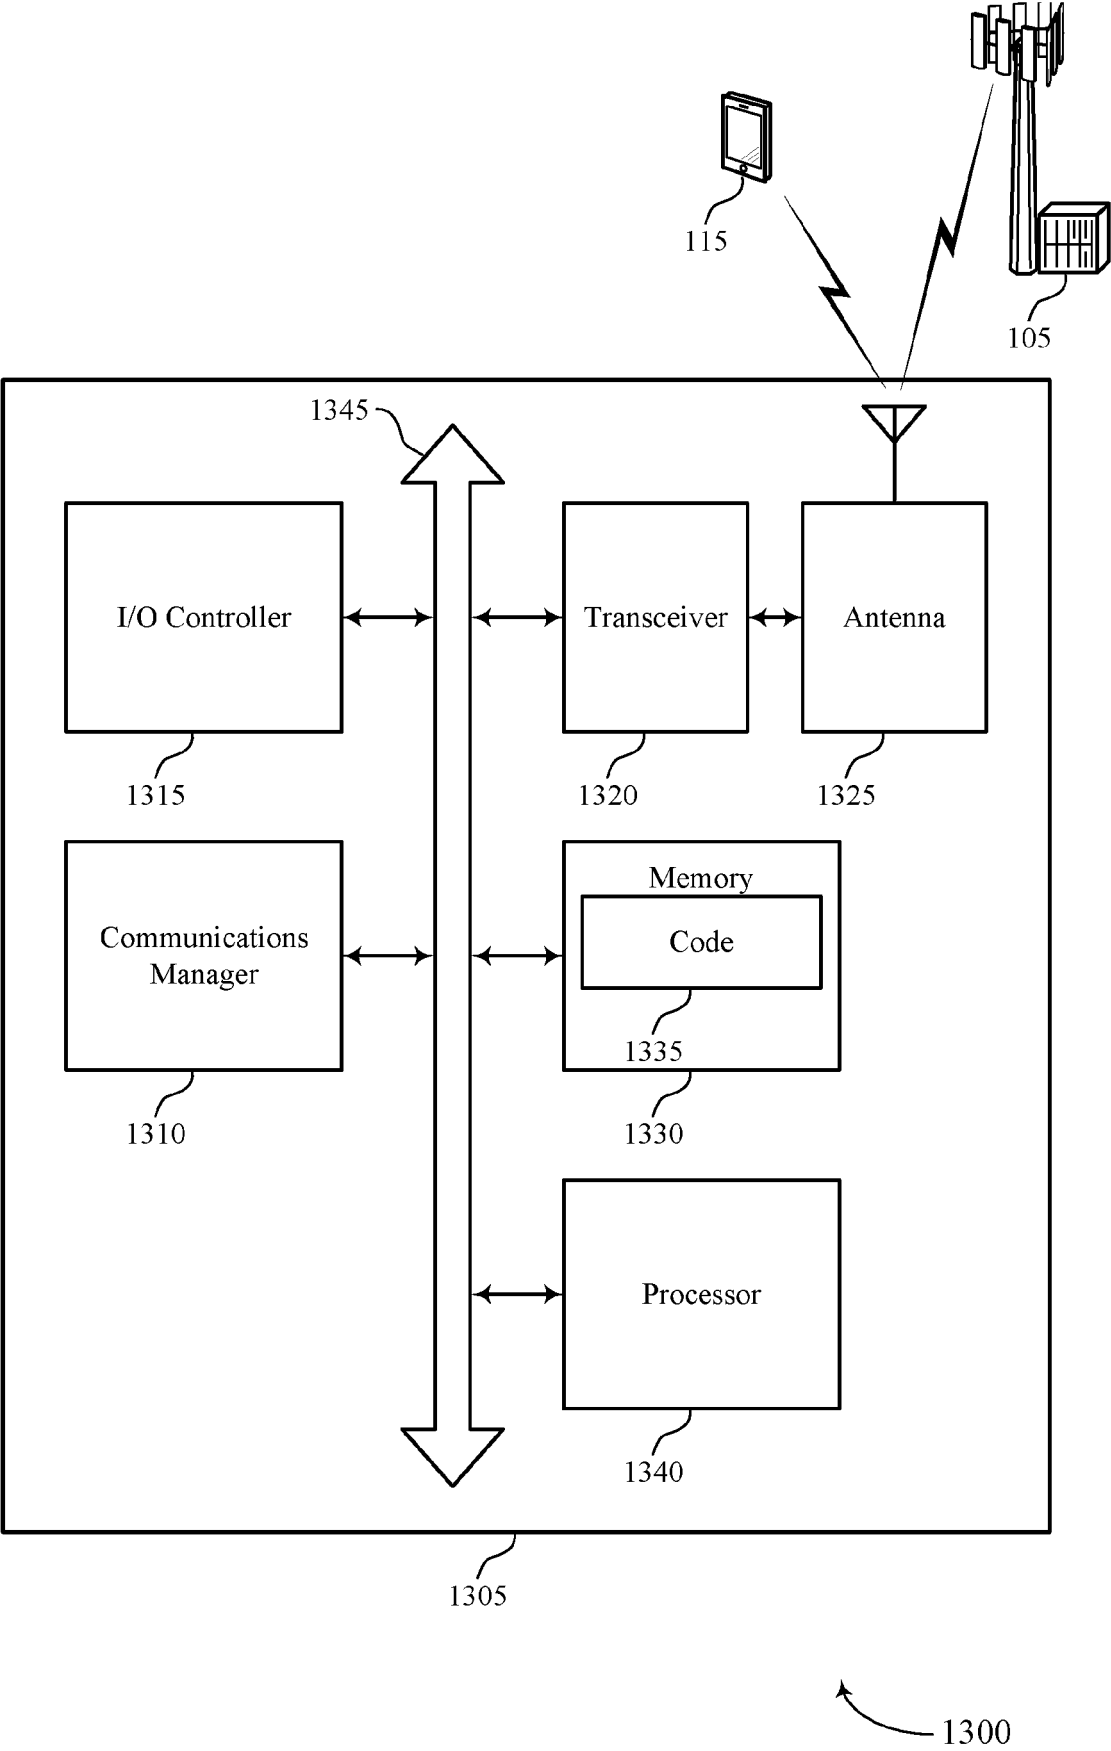 115
105
1345
I/O Controller
Transceiver
Antenna
1315
1320
1325
Communications
Manager
Memory
Code
1335
1310
1330
Processor
1340
1305
1300